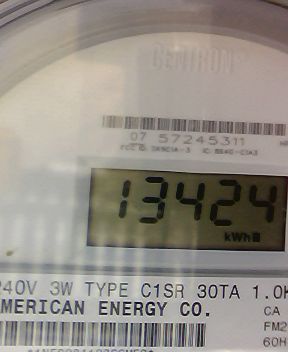 CENTRON
07 57245311
13424
kWh
240V 3W TYPE C1SR 30TA 1.0K
AMERICAN ENERGY CO.
CA
FM2
60H